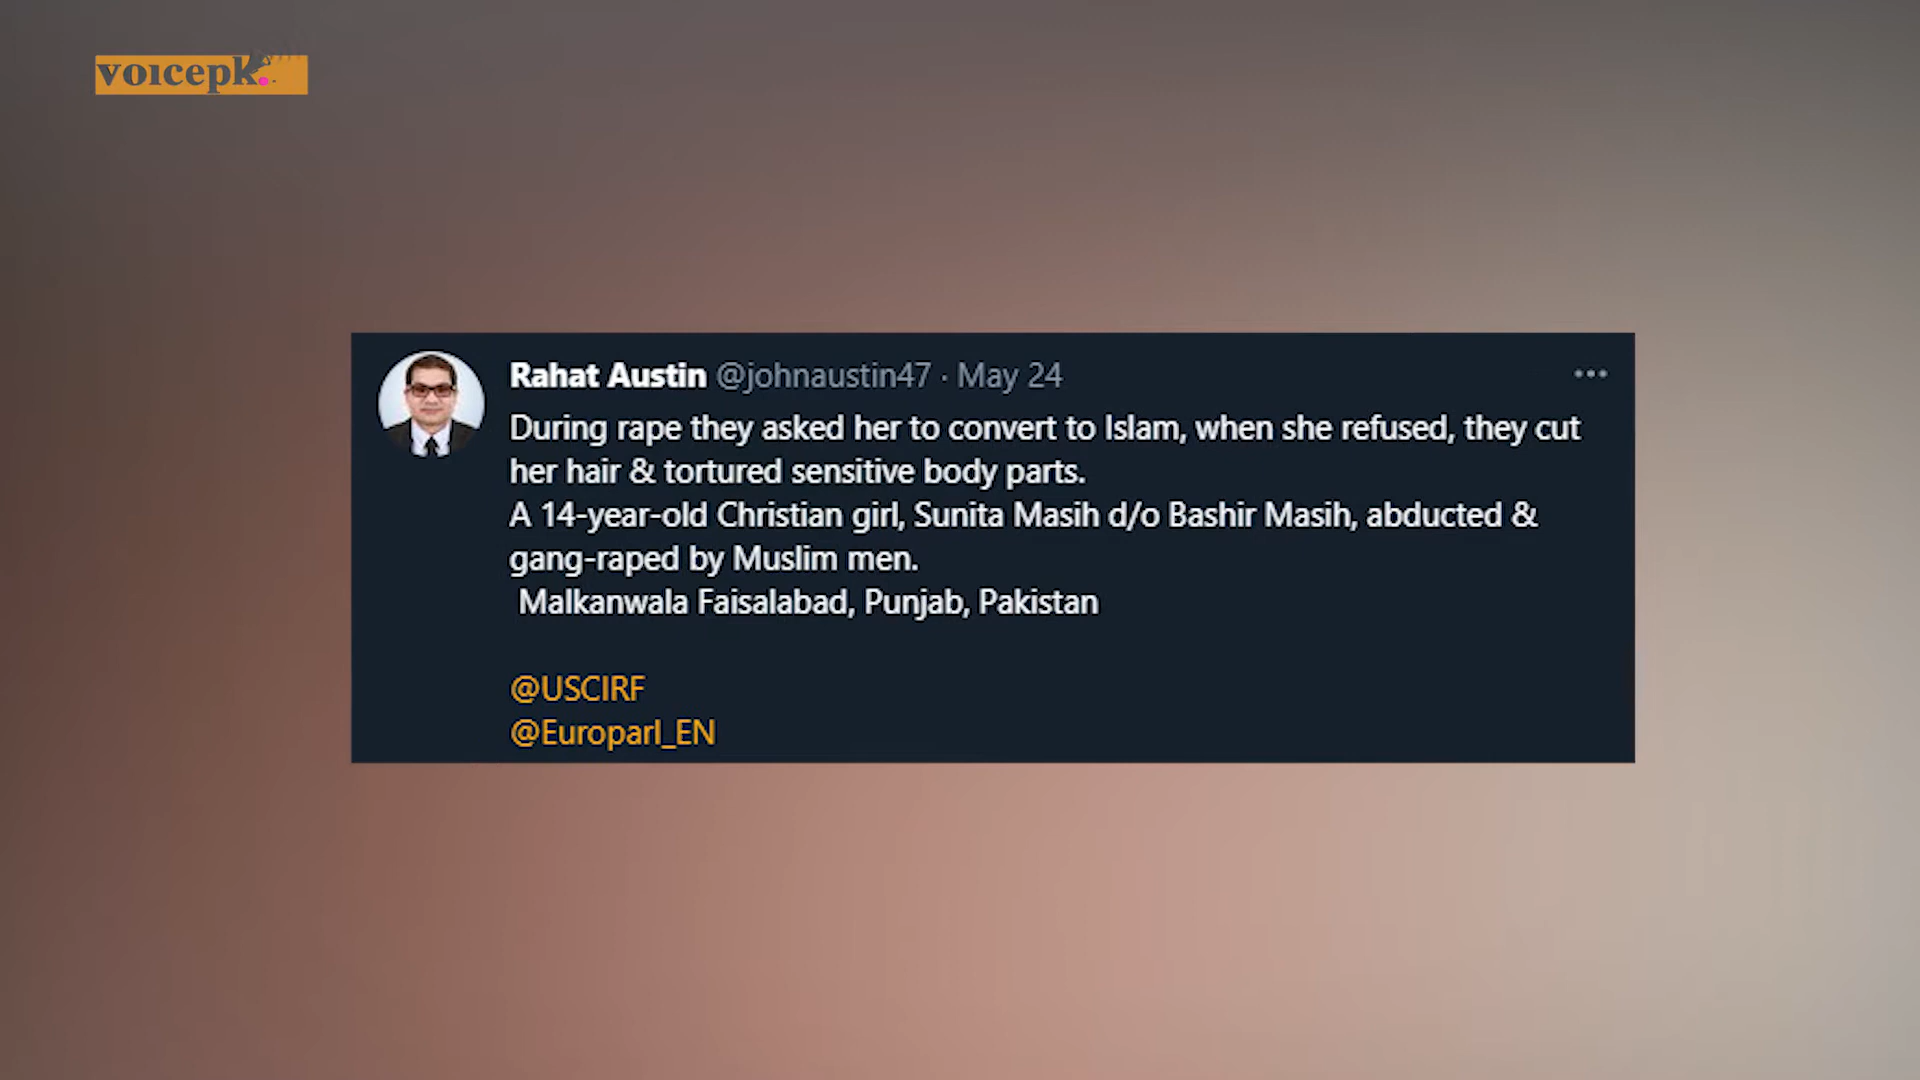 voicepk.
Rahat Austin @johnaustin47 · May 24
During rape they asked her to convert to Islam, when she refused, they cut
her hair & tortured sensitive body parts.
A 14-year-old Christian girl, Sunita Masih d/o Bashir Masih, abducted &
gang-raped by Muslim men.
Malkanwala Faisalabad, Punjab, Pakistan
@USCIRF
@Europarl_EN